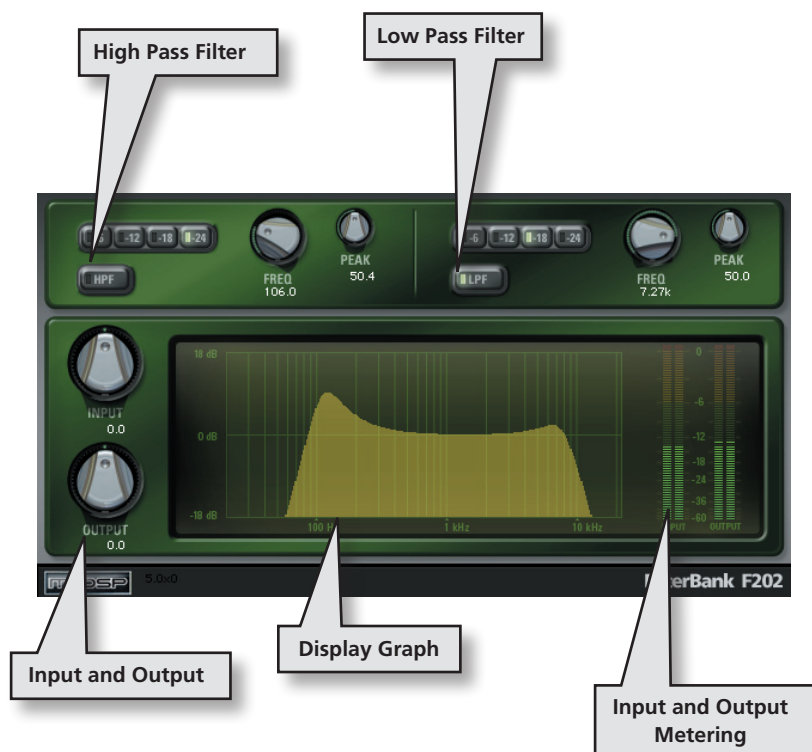 High Pass Filter
Low Pass Filter
-12 -18 -24
-6 -12 -18 -24
HPF
FREQ
106.0
PEAK
50.4
LPF
FREQ
7.27k
PEAK
50.0
INPUT
0.0
OUTPUT
0.0
18 dB
0 dB
-18 dB
100 H
1 kHz
10 kHz
0
-6
-12
-18
-24
-36
-60
PUT OUTPUT
5.0x0
erBank F202
Input and Output
Display Graph
Input and Output
Metering